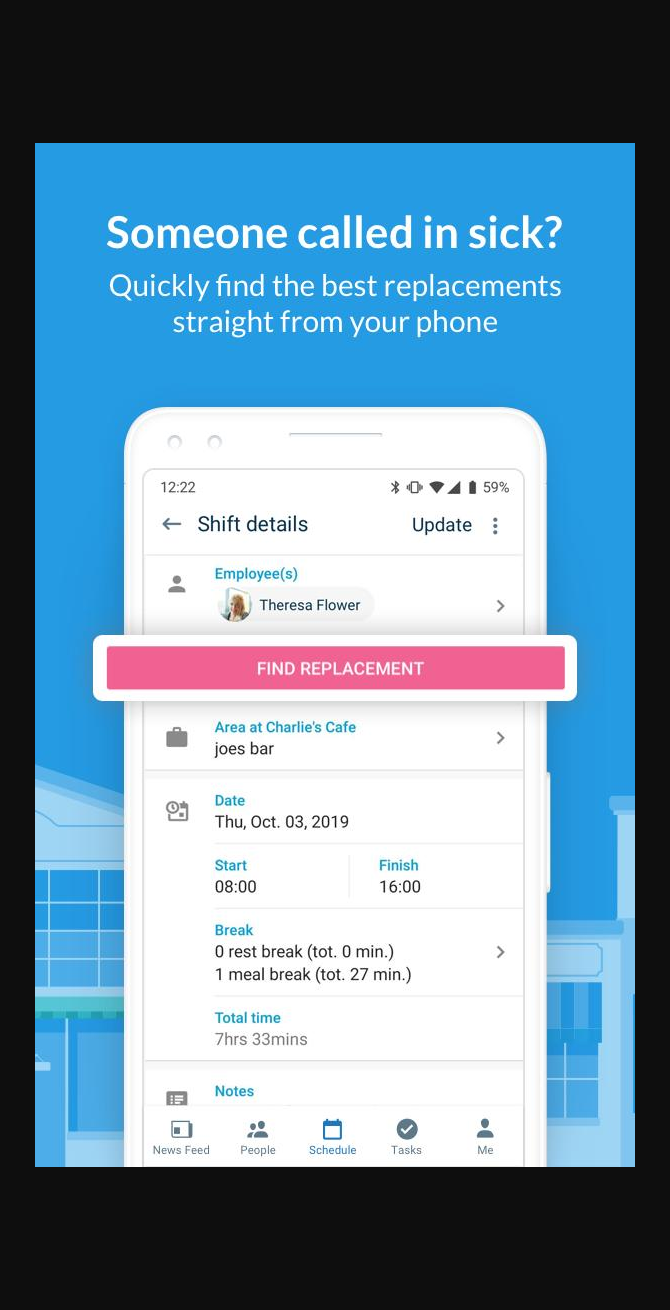 Someone called in sick?
Quickly find the best replacements
straight from your phone
12:22
59%
Shift details
Update
Employee(s)
Theresa Flower
FIND REPLACEMENT
Area at Charlie's Cafe
joes bar
Date
Thu, Oct. 03, 2019
Start
Finish
08:00
16:00
Break
0 rest break (tot. 0 min.)
1 meal break (tot. 27 min.)
Total time
7hrs 33mins
Notes
News Feed
People
Schedule
Tasks
Me